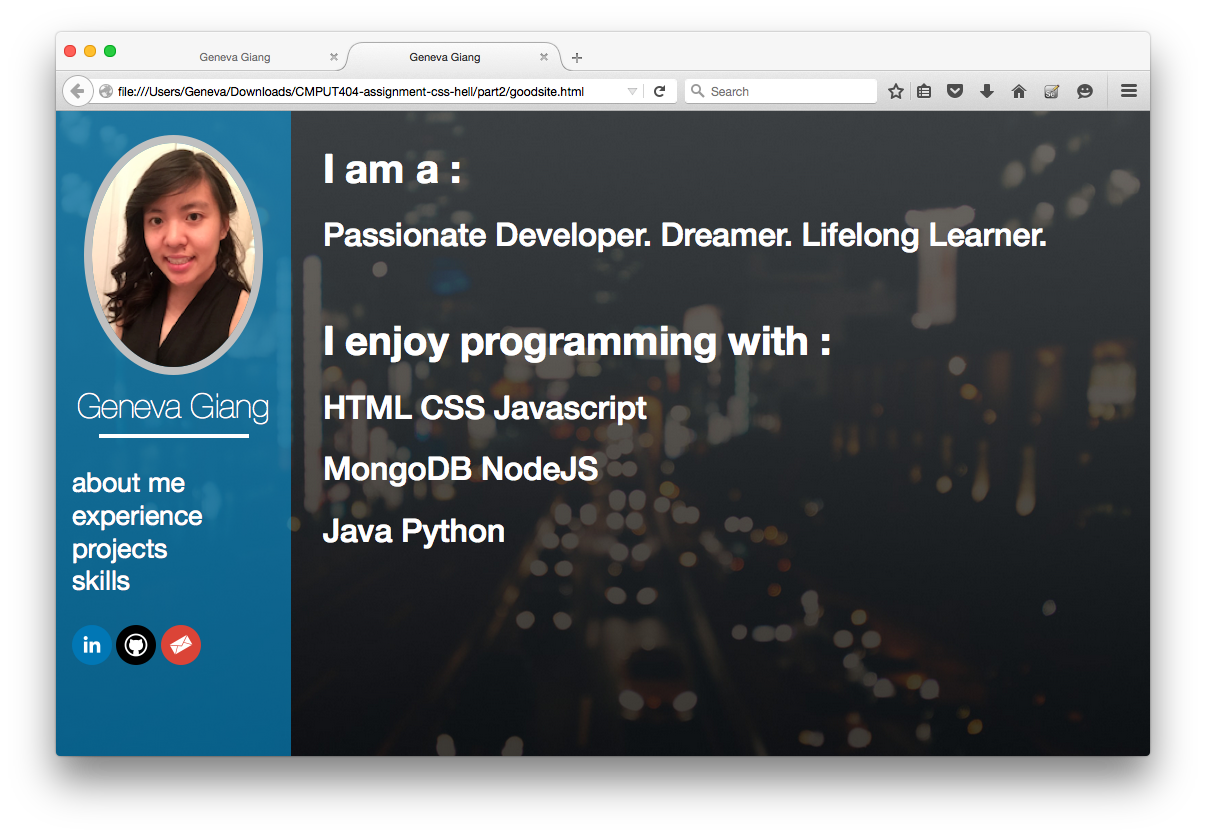 Geneva Giang
Geneva Giang
file:///Users/Geneva/Downloads/CMPUT404-assignment-css-hell/part2/goodsite.html
Search
Geneva Giang
about me
experience
projects
skills
in
I am a :
Passionate Developer. Dreamer. Lifelong Learner.
I enjoy programming with :
HTML CSS Javascript
MongoDB NodeJS
Java Python